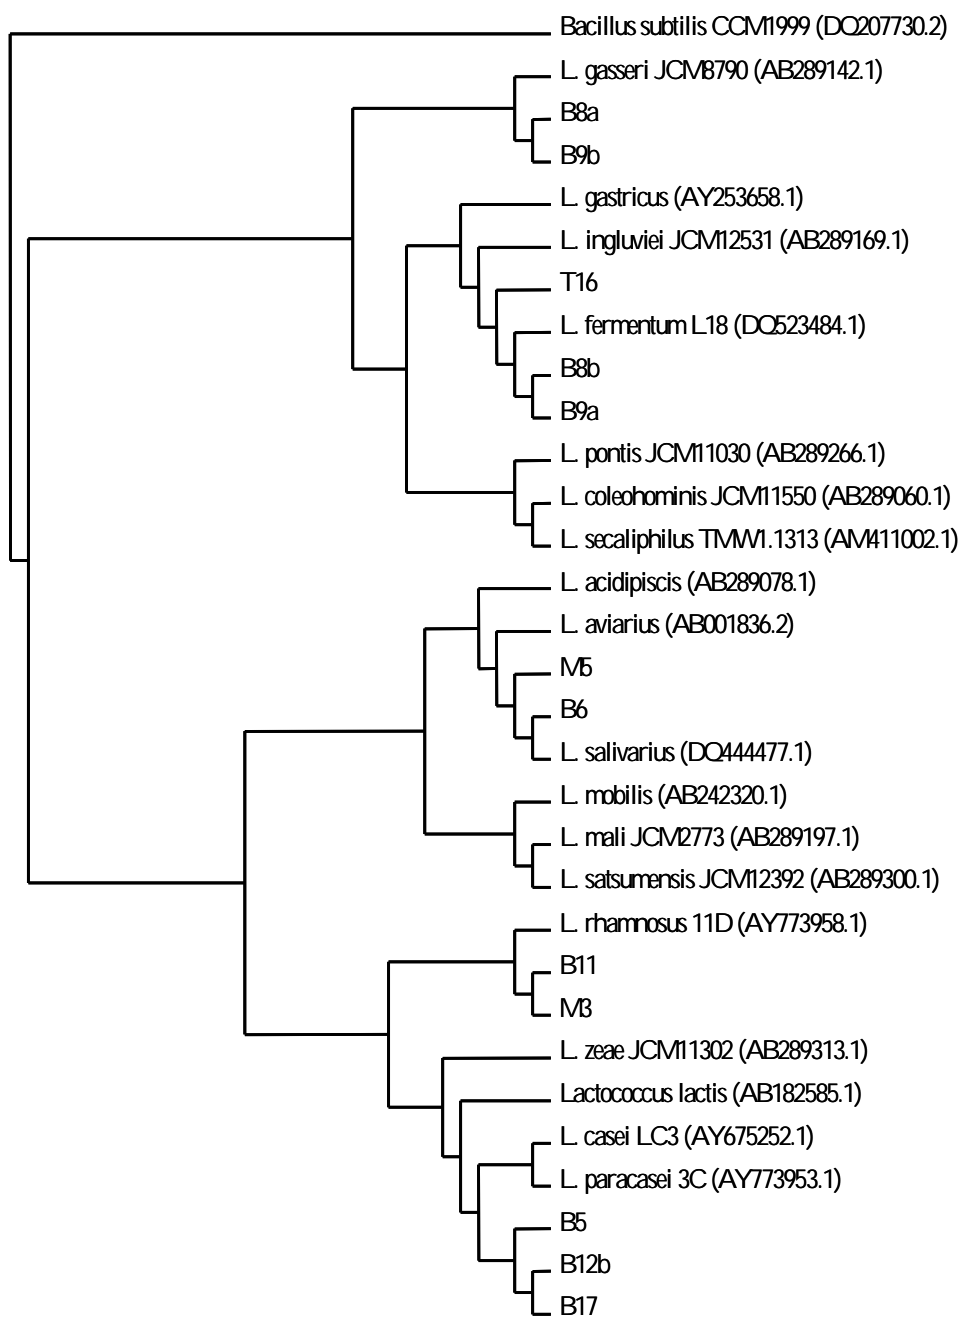 Bacillus subtilis CCM1999 (DQ207730.2)
L. gasseri JCM8790 (AB289142.1)
B8a
B9b
L. gastricus (AY253658.1)
L. ingluviei JCM12531 (AB289169.1)
T16
L. fermentum L18 (DQ523484.1)
B8b
B9a
L. pontis JCM11030 (AB289266.1)
L. coleohominis JCM11550 (AB289060.1)
L. secaliphilus TMW1.1313 (AM411002.1)
L. acidipiscis (AB289078.1)
L. aviarius (AB001836.2)
M5
B6
L. salivarius (DQ444477.1)
L. mobilis (AB242320.1)
L. mali JCM2773 (AB289197.1)
L. satsumensis JCM12392 (AB289300.1)
L. rhamnosus 11D (AY773958.1)
B11
M3
L. zeae JCM11302 (AB289313.1)
Lactococcus lactis (AB182585.1)
L. casei LC3 (AY675252.1)
L. paracasei 3C (AY773953.1)
B5
B12b
B17